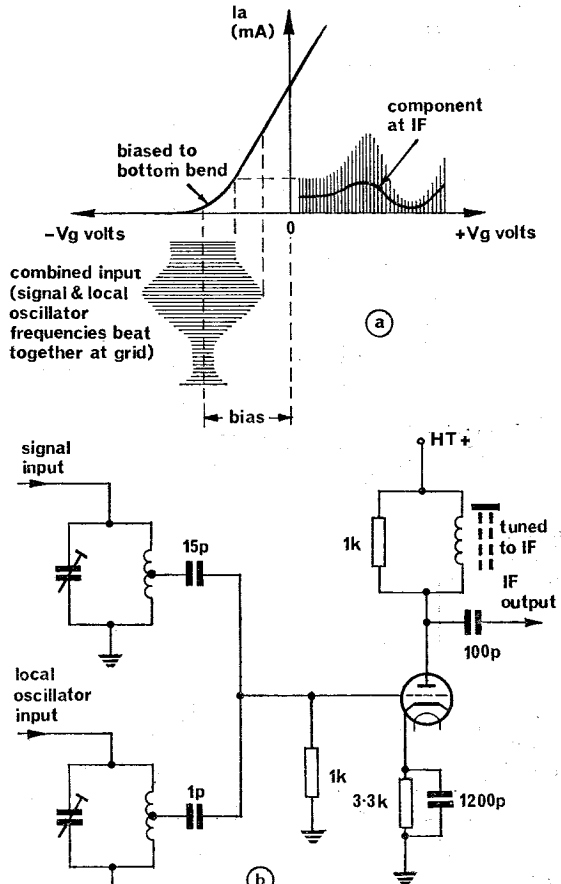 Ia
(mA)
component
at IF
biased to
bottom bend
−Vg volts
0
+Vg volts
combined input
(signal & local
oscillator
frequencies beat
together at grid)
a
bias
signal
input
HT+
15p
1k
tuned
to IF
IF
output
100p
local
oscillator
input
1p
1k
3·3k
1200p
b